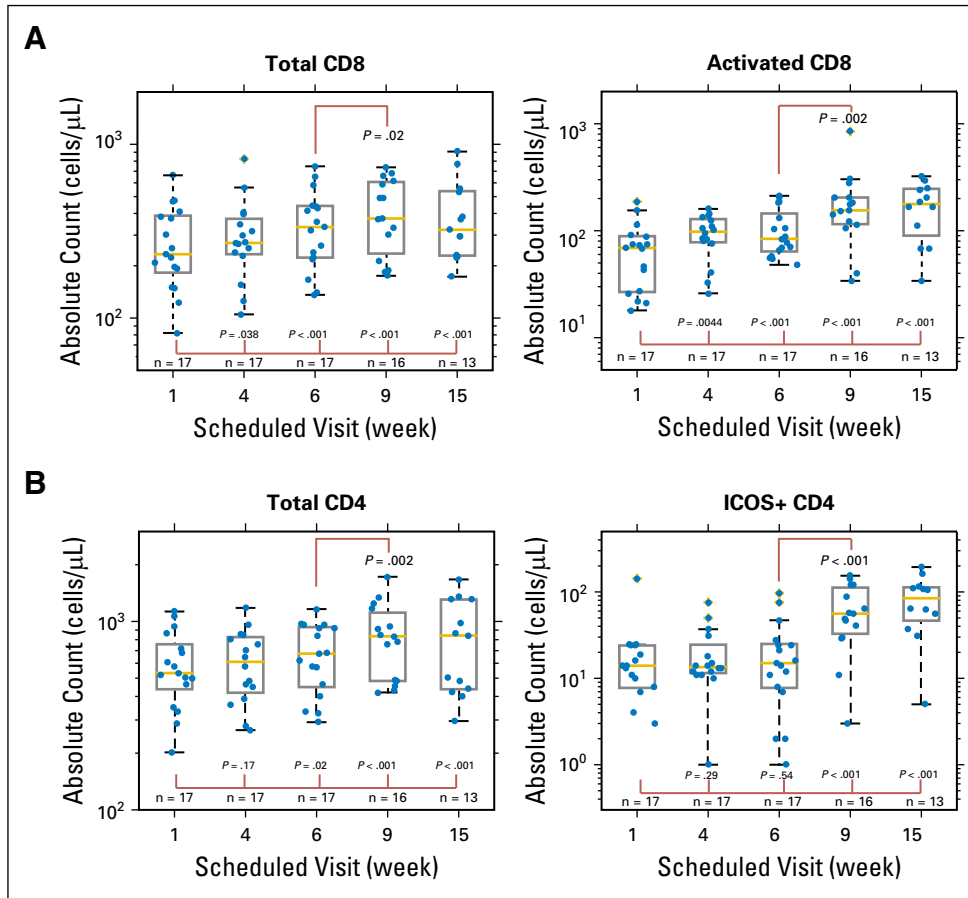 A
Total CD8
Activated CD8
Absolute Count (cells/μL)
10³
10²
P = .02
P = .038
P < .001
P < .001
P < .001
n = 17
n = 17
n = 17
n = 16
n = 13
1
4
6
9
15
Scheduled Visit (week)
Absolute Count (cells/μL)
10³
10²
10¹
P = .002
P = .0044
P < .001
P < .001
P < .001
n = 17
n = 17
n = 17
n = 16
n = 13
1
4
6
9
15
Scheduled Visit (week)
B
Total CD4
ICOS+ CD4
Absolute Count (cells/μL)
10³
10²
P = .002
P = .17
P = .02
P < .001
P < .001
n = 17
n = 17
n = 17
n = 16
n = 13
1
4
6
9
15
Scheduled Visit (week)
Absolute Count (cells/μL)
10²
10¹
10⁰
P < .001
P = .29
P = .54
P < .001
P < .001
n = 17
n = 17
n = 17
n = 16
n = 13
1
4
6
9
15
Scheduled Visit (week)